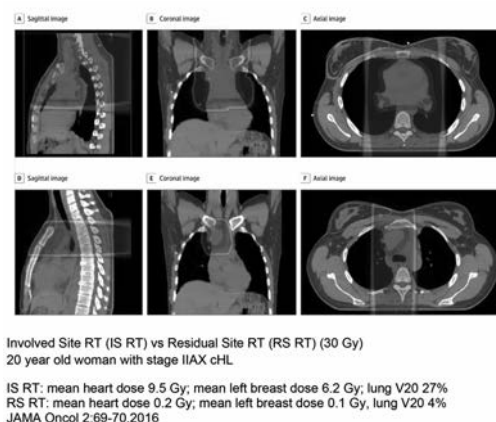 A Sagittal image
B Coronal image
C Axial image
D Sagittal image
E Coronal image
F Axial image
Involved Site RT (IS RT) vs Residual Site RT (RS RT) (30 Gy)
20 year old woman with stage IIAX cHL
IS RT: mean heart dose 9.5 Gy; mean left breast dose 6.2 Gy; lung V20 27%
RS RT: mean heart dose 0.2 Gy; mean left breast dose 0.1 Gy, lung V20 4%
JAMA Oncol 2:69-70.2016